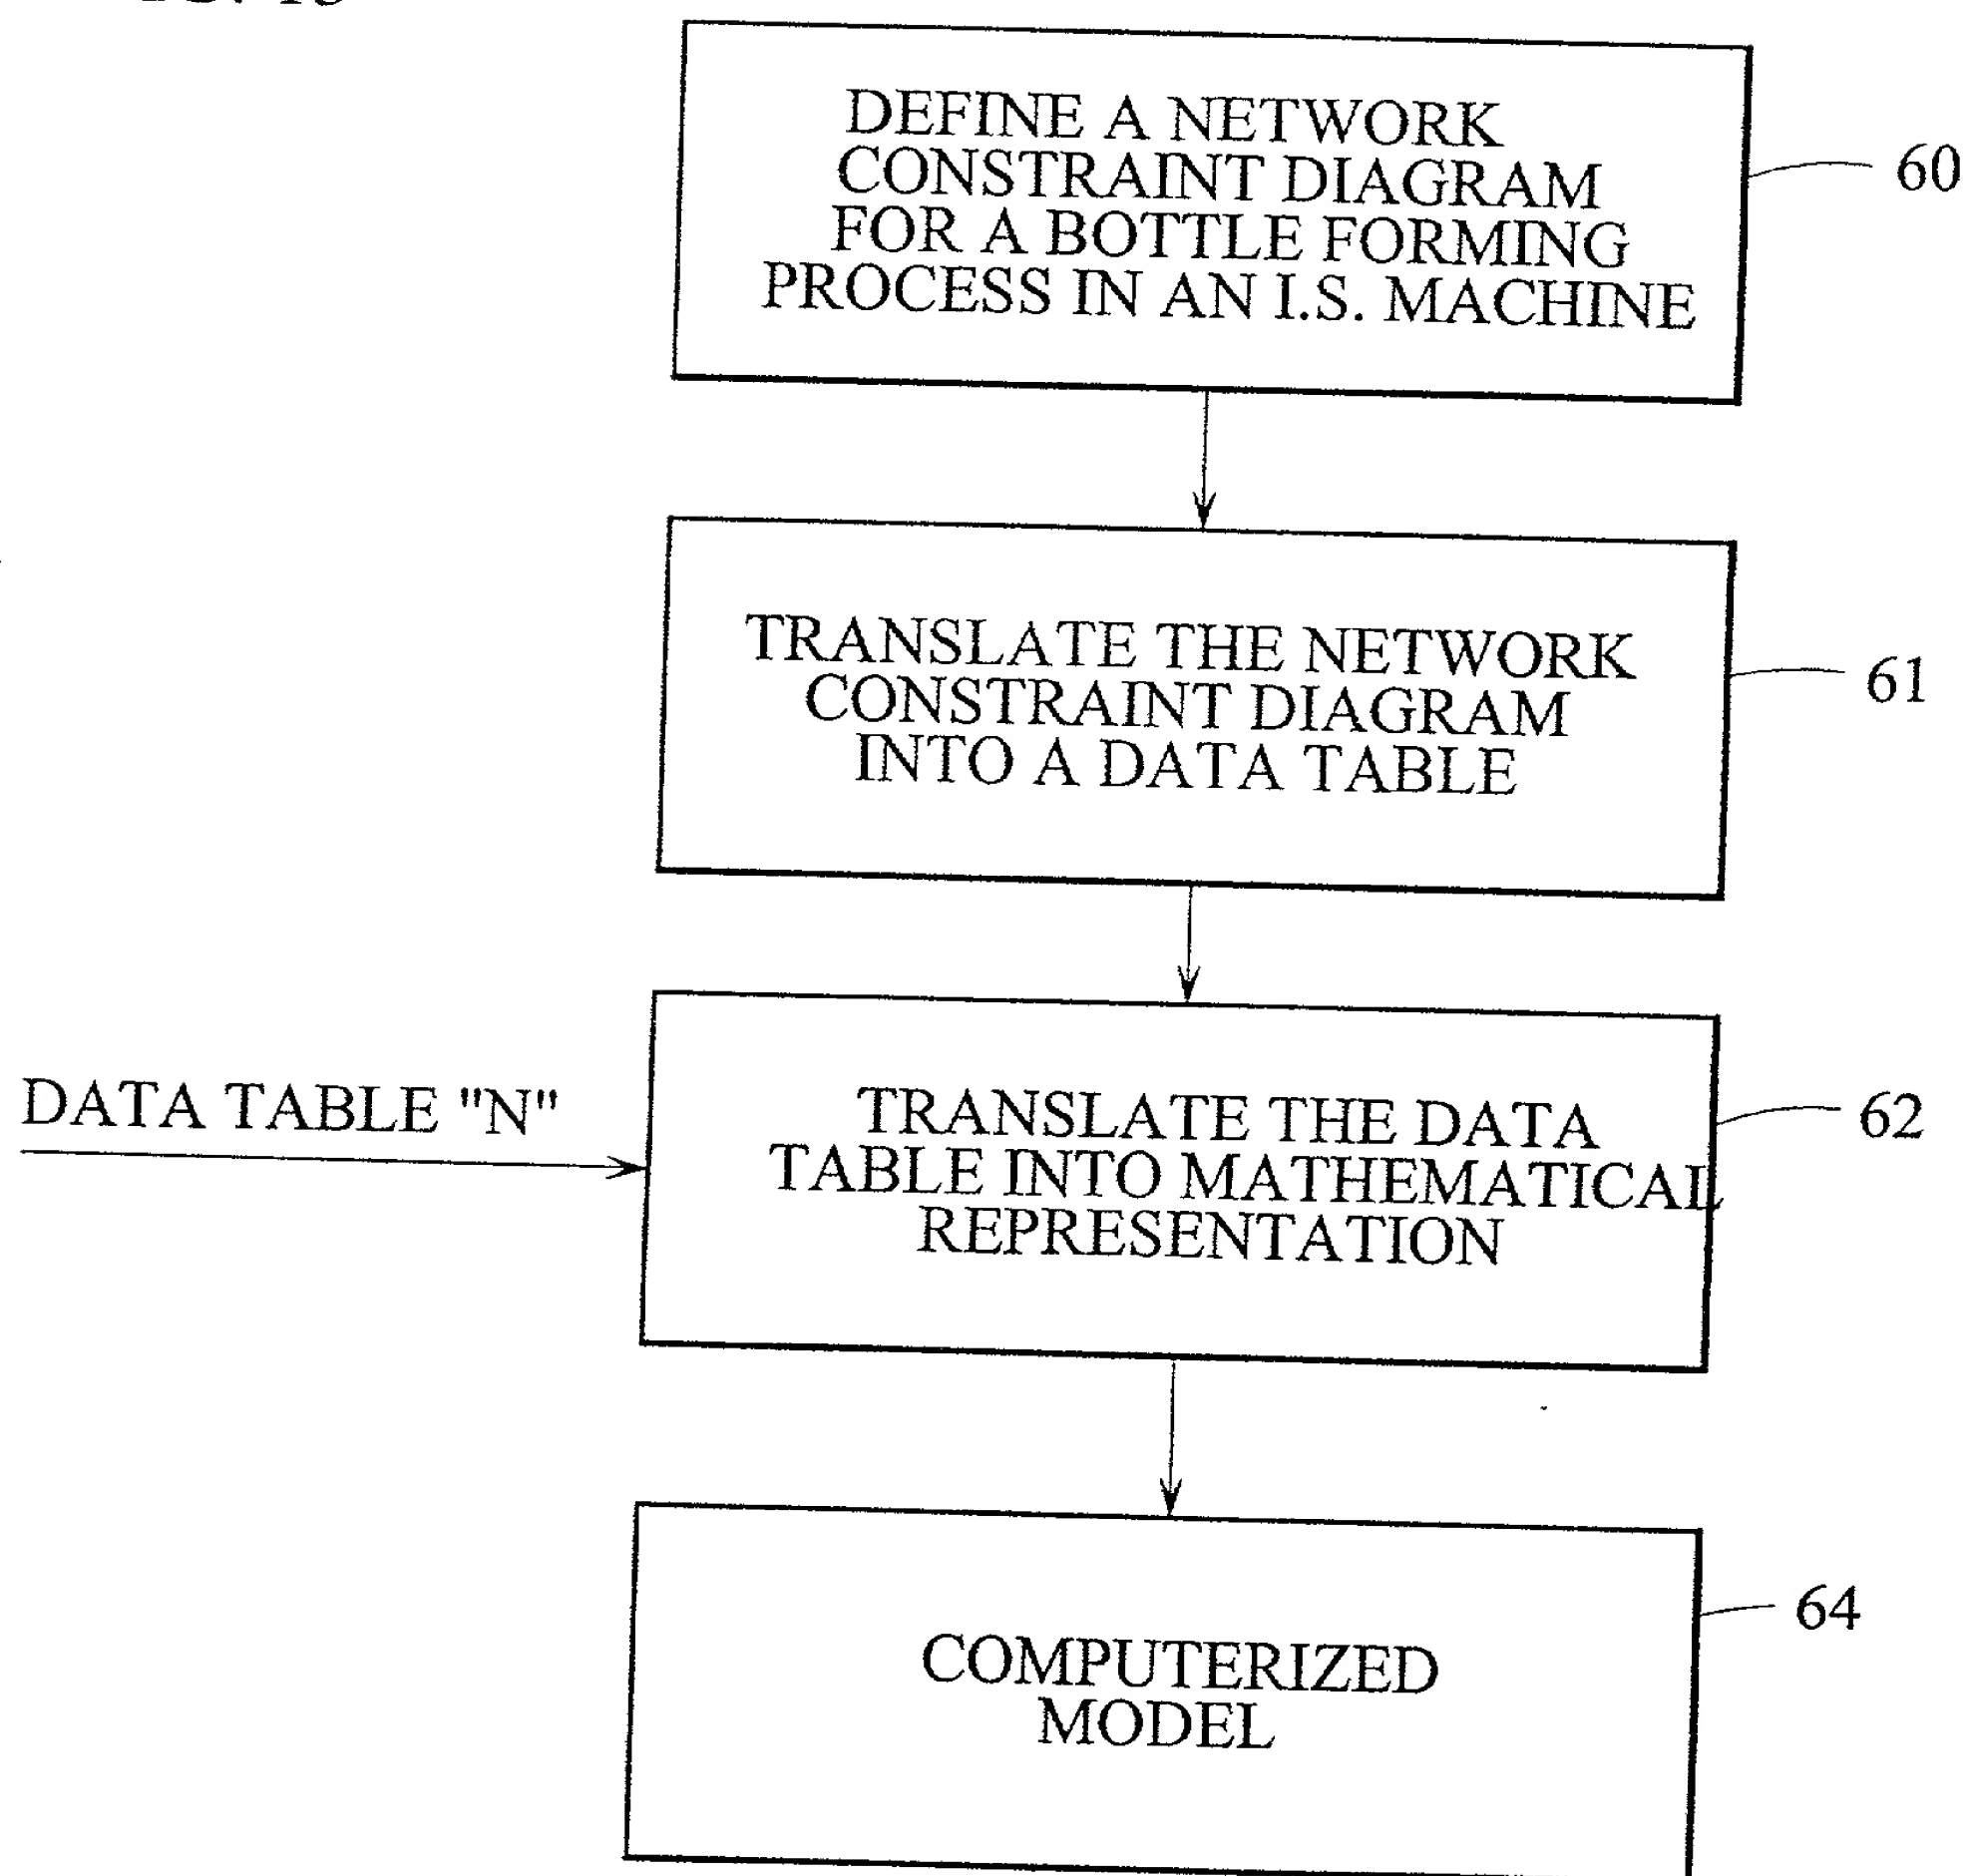 DEFINE A NETWORK
CONSTRAINT DIAGRAM
FOR A BOTTLE FORMING
PROCESS IN AN I.S. MACHINE
60
TRANSLATE THE NETWORK
CONSTRAINT DIAGRAM
INTO A DATA TABLE
61
DATA TABLE "N"
TRANSLATE THE DATA
TABLE INTO MATHEMATICAL
REPRESENTATION
62
COMPUTERIZED
MODEL
64